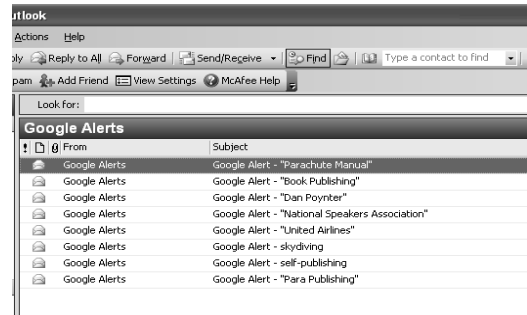 utlook
Actions Help
ply Reply to All Forward Send/Receive Find Type a contact to find
pam Add Friend View Settings McAfee Help
Look for:
Google Alerts
! From Subject
Google Alerts Google Alert - "Parachute Manual"
Google Alerts Google Alert - "Book Publishing"
Google Alerts Google Alert - "Dan Poynter"
Google Alerts Google Alert - "National Speakers Association"
Google Alerts Google Alert - "United Airlines"
Google Alerts Google Alert - skydiving
Google Alerts Google Alert - self-publishing
Google Alerts Google Alert - "Para Publishing"